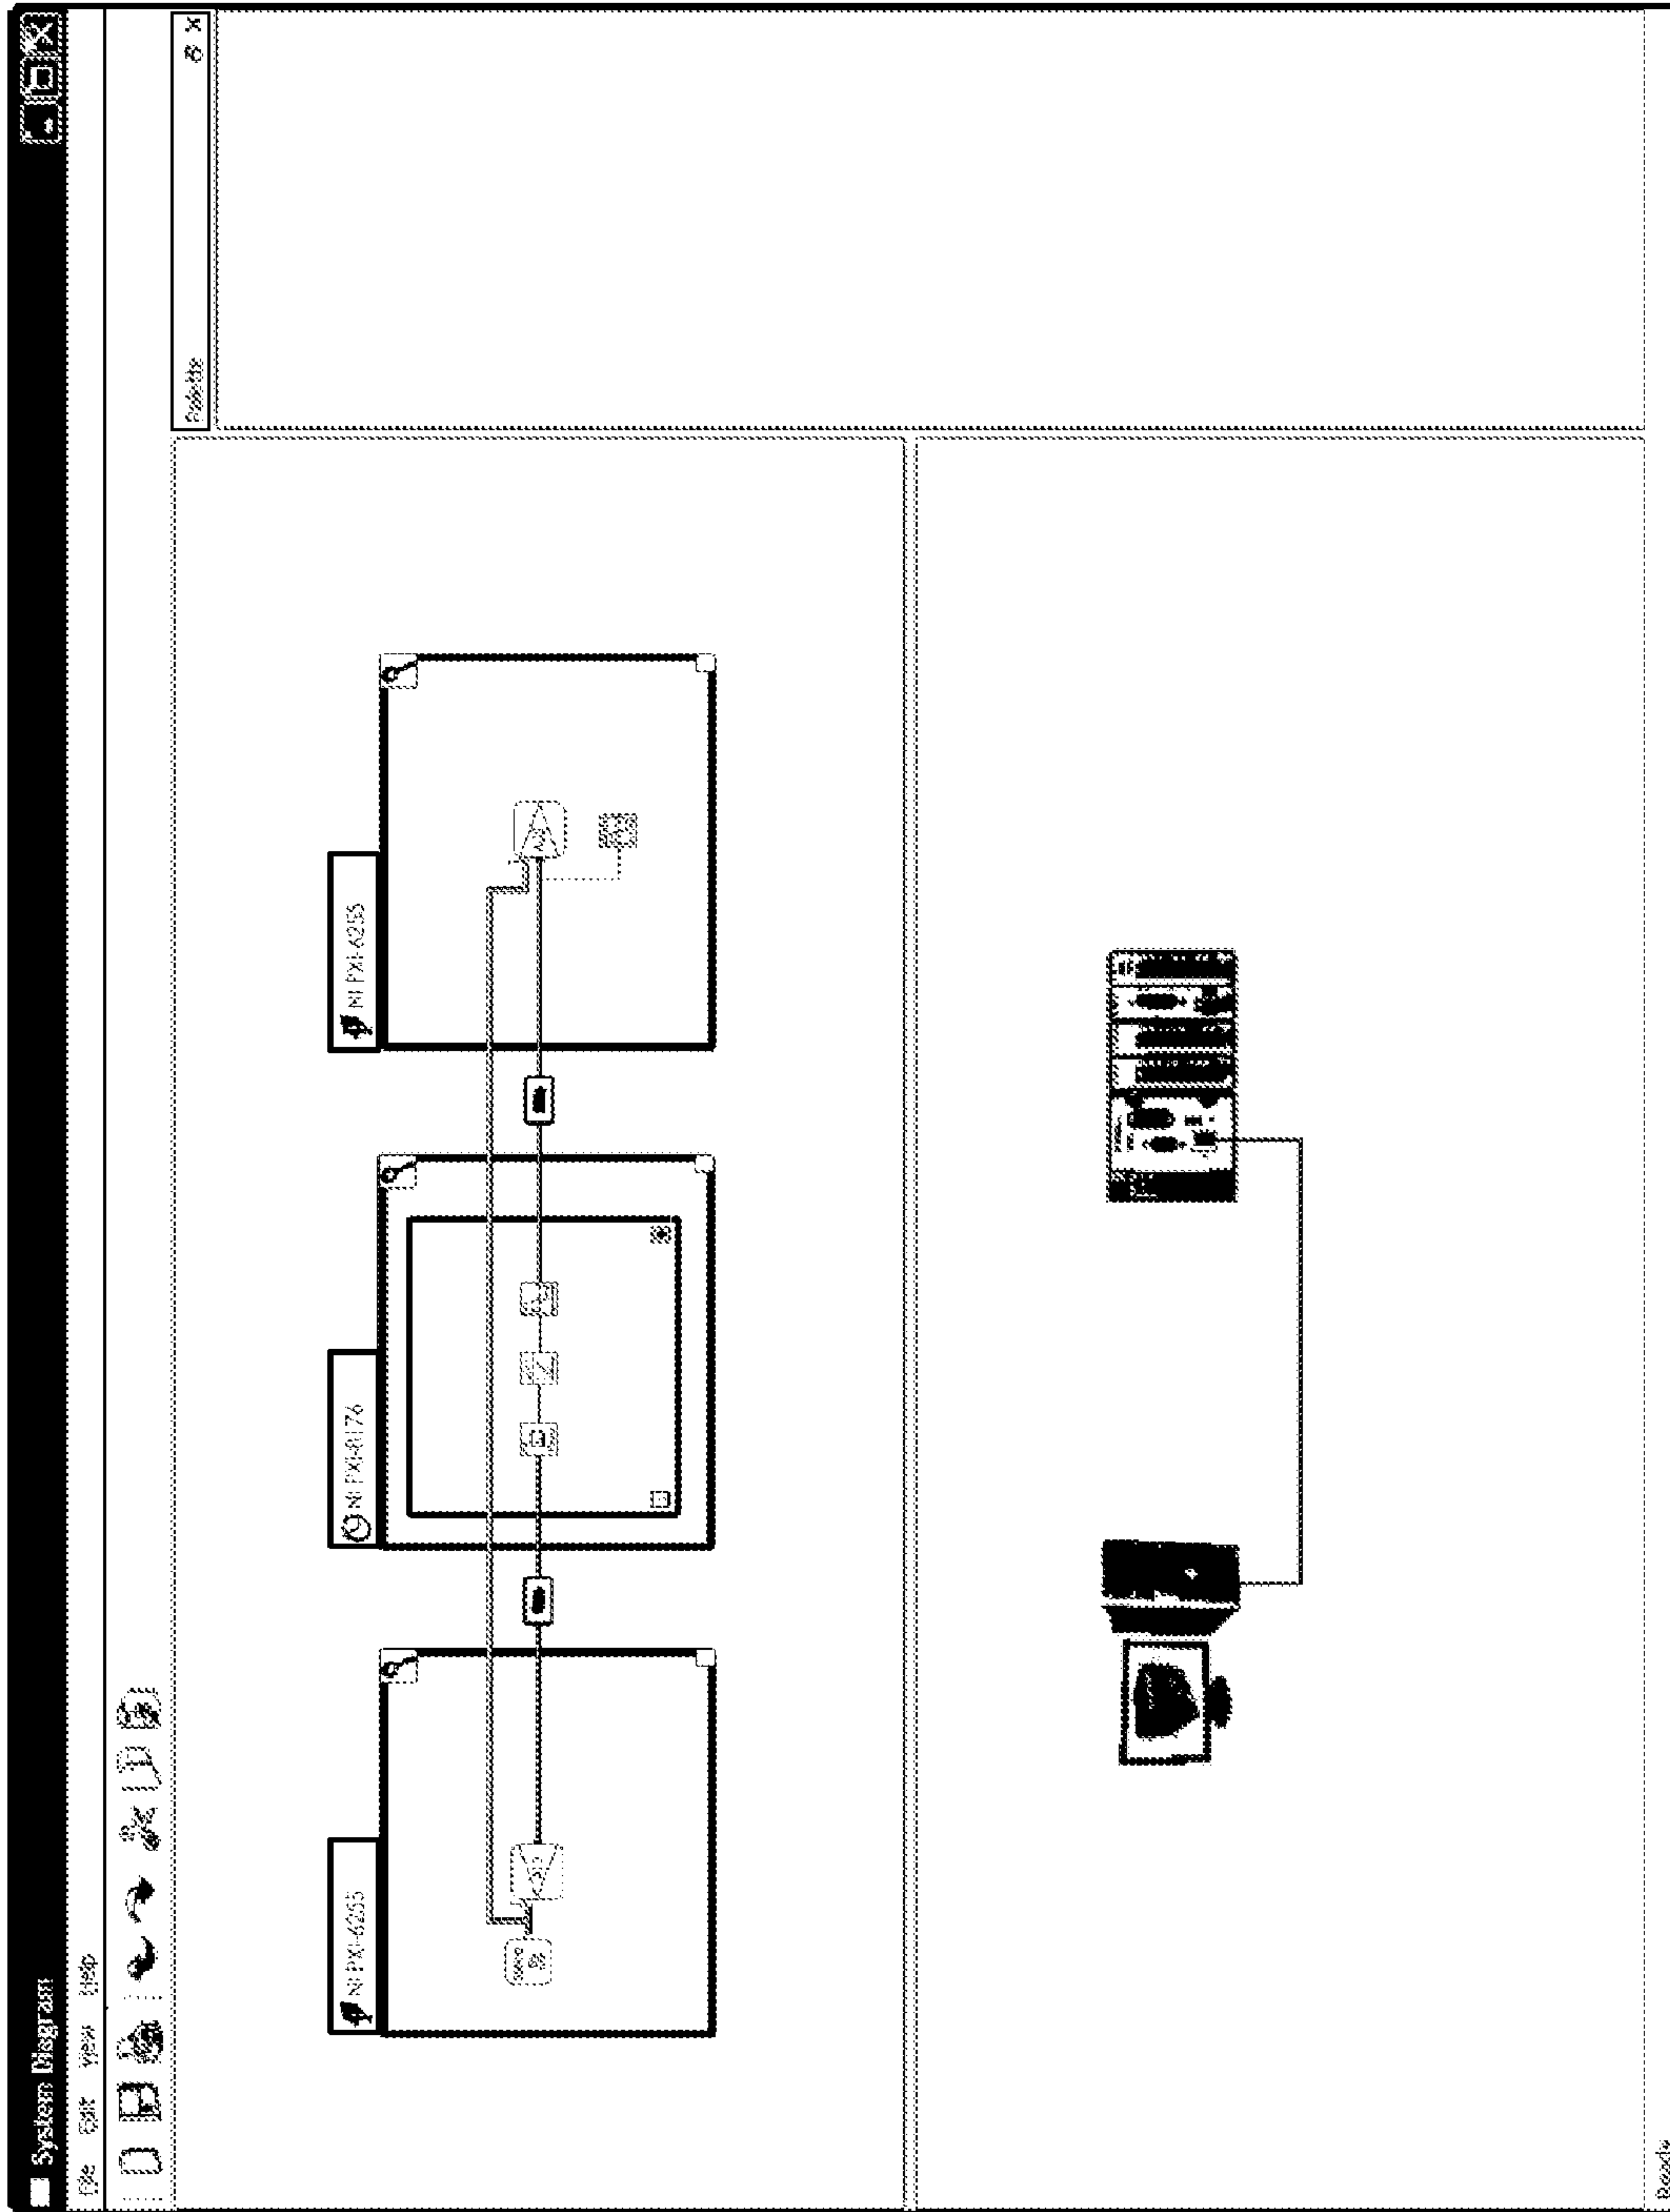 System Diagram
File Edit View Help
Palette
NI PXI-6255
NI PXI-8176
NI PXI-6255
Ready